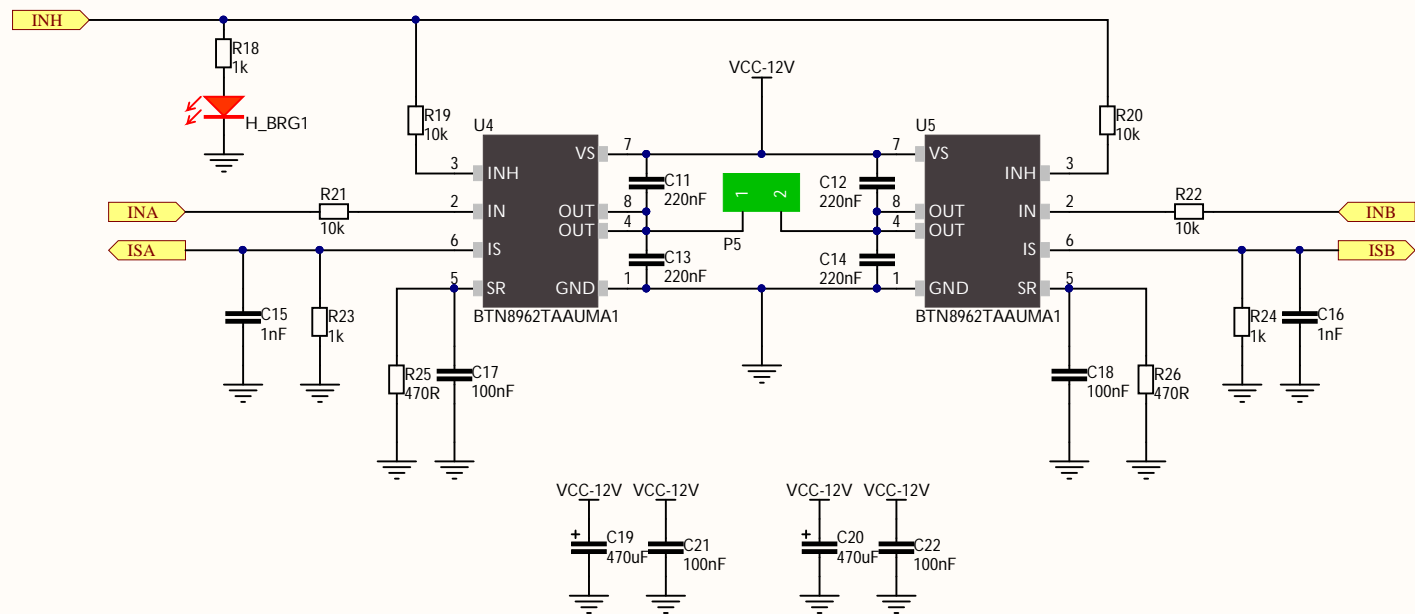 INH
R18
1k
H_BRG1
VCC-12V
R19
10k
R20
10k
U4
U5
3
INH
VS
7
7
VS
INH
3
C11
220nF
1
2
C12
220nF
INA
R21
10k
2
IN
OUT
8
8
OUT
IN
2
R22
10k
INB
OUT
4
P5
4
OUT
ISA
6
IS
C13
220nF
C14
220nF
IS
6
ISB
5
SR
GND
1
1
GND
SR
5
BTN8962TAAUMA1
BTN8962TAAUMA1
C15
1nF
R23
1k
R24
1k
C16
1nF
R25
470R
C17
100nF
C18
100nF
R26
470R
VCC-12V
VCC-12V
VCC-12V
VCC-12V
+
C19
470uF
C21
100nF
+
C20
470uF
C22
100nF